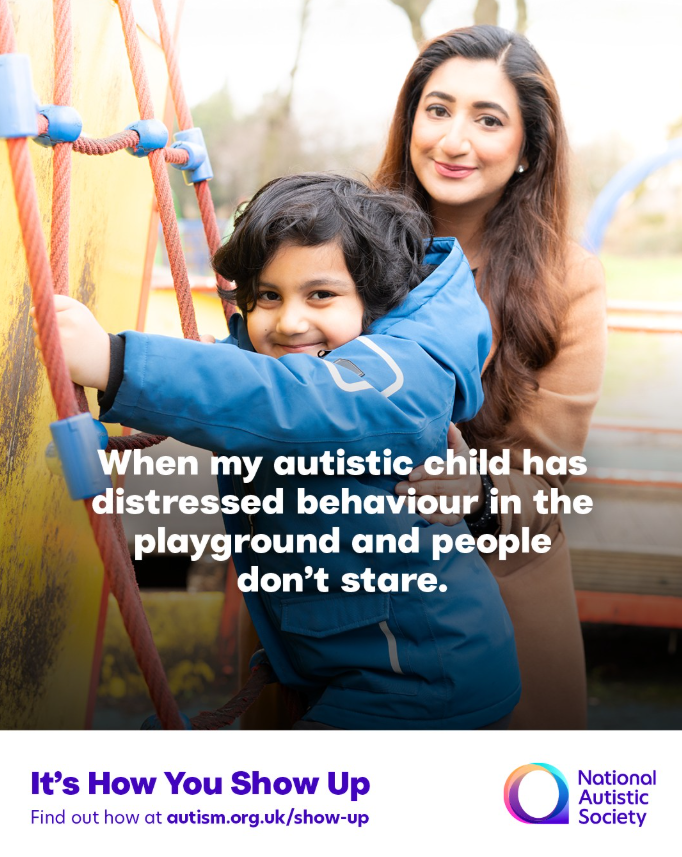 When my autistic child has
distressed behaviour in the
playground and people
don't stare.
It's How You Show Up
Find out how at autism.org.uk/show-up
National
Autistic
Society